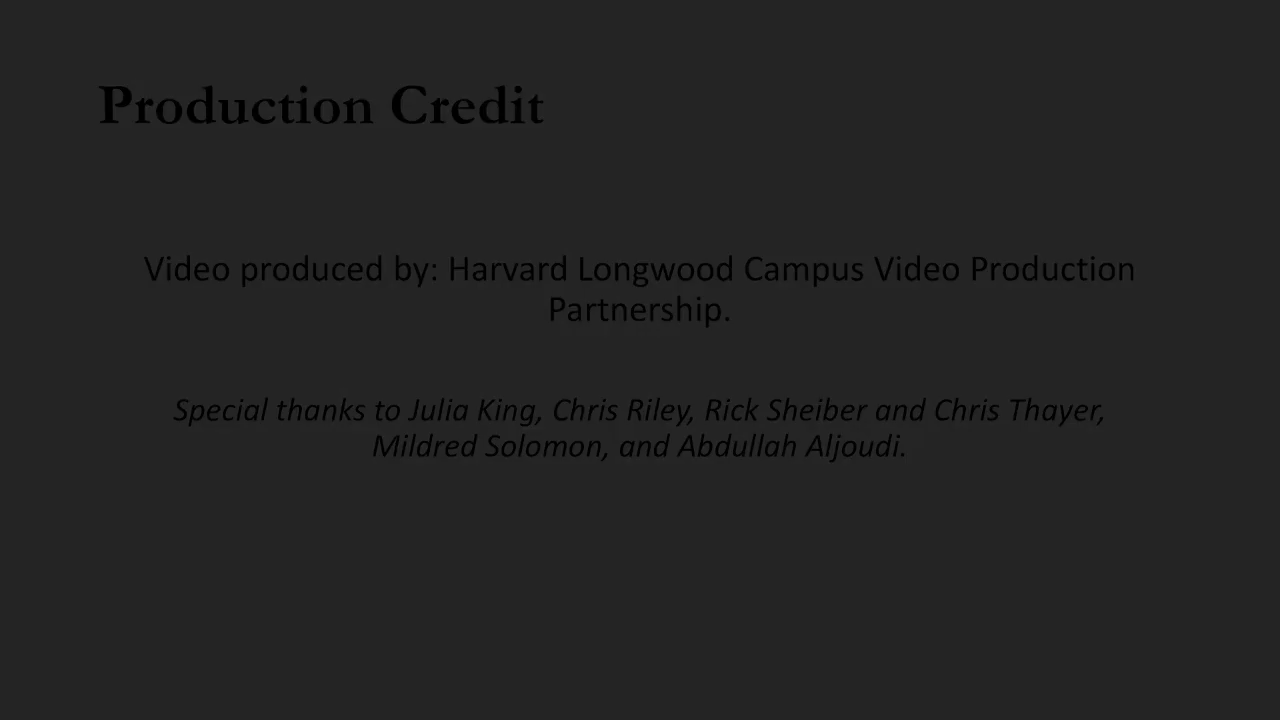 Production Credit
Video produced by: Harvard Longwood Campus Video Production
Partnership.
Special thanks to Julia King, Chris Riley, Rick Sheiber and Chris Thayer,
Mildred Solomon, and Abdullah Aljoudi.